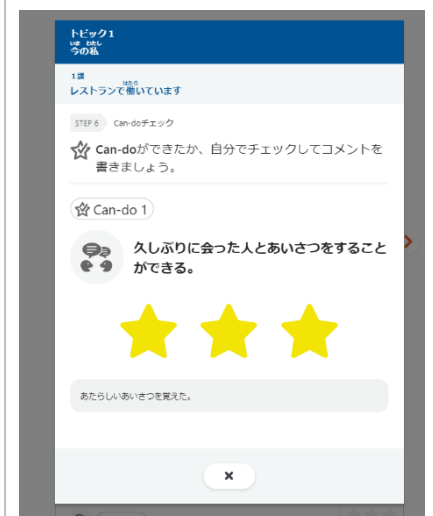 トピック1
いま わたし
今の私
1課
はたら
レストランで働いています
STEP 6 Can-doチェック
Can-doができたか、自分でチェックしてコメントを
書きましょう。
Can-do 1
久しぶりに会った人とあいさつをすること
ができる。
あたらしいあいさつを覚えた。
×